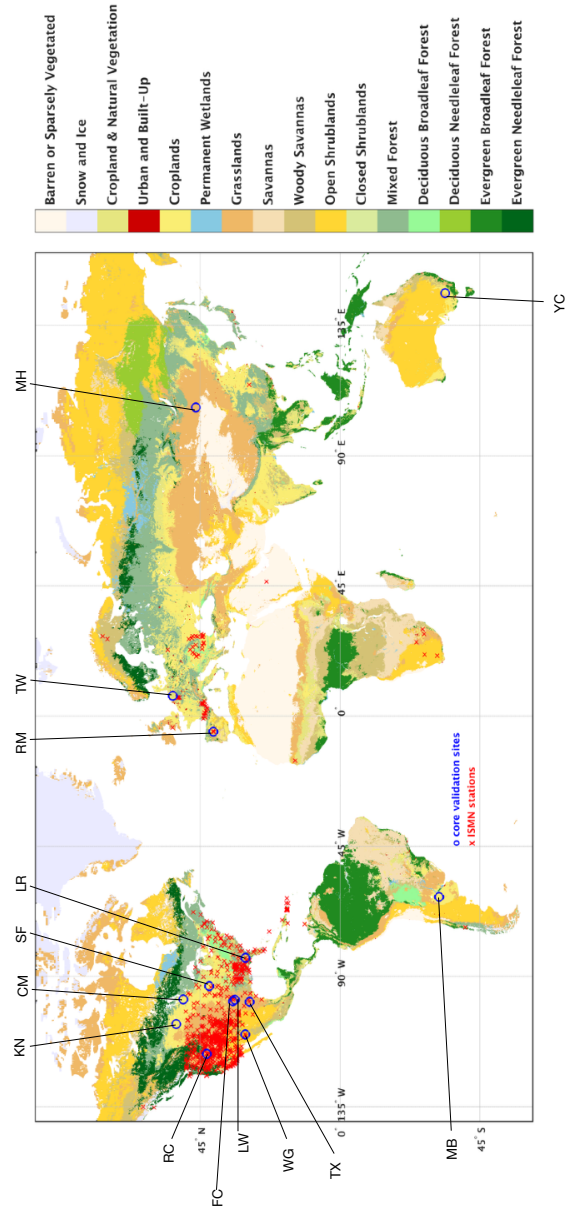 KN
CM
SF
LR
RM
TW
MH
RC
FC
LW
WG
TX
MB
YC
45° N
0°
45° S
135° W
90° W
45° W
0°
45° E
90° E
135° E
o core validation sites
x ISMN stations
Barren or Sparsely Vegetated
Snow and Ice
Cropland & Natural Vegetation
Urban and Built-Up
Croplands
Permanent Wetlands
Grasslands
Savannas
Woody Savannas
Open Shrublands
Closed Shrublands
Mixed Forest
Deciduous Broadleaf Forest
Deciduous Needleleaf Forest
Evergreen Broadleaf Forest
Evergreen Needleleaf Forest